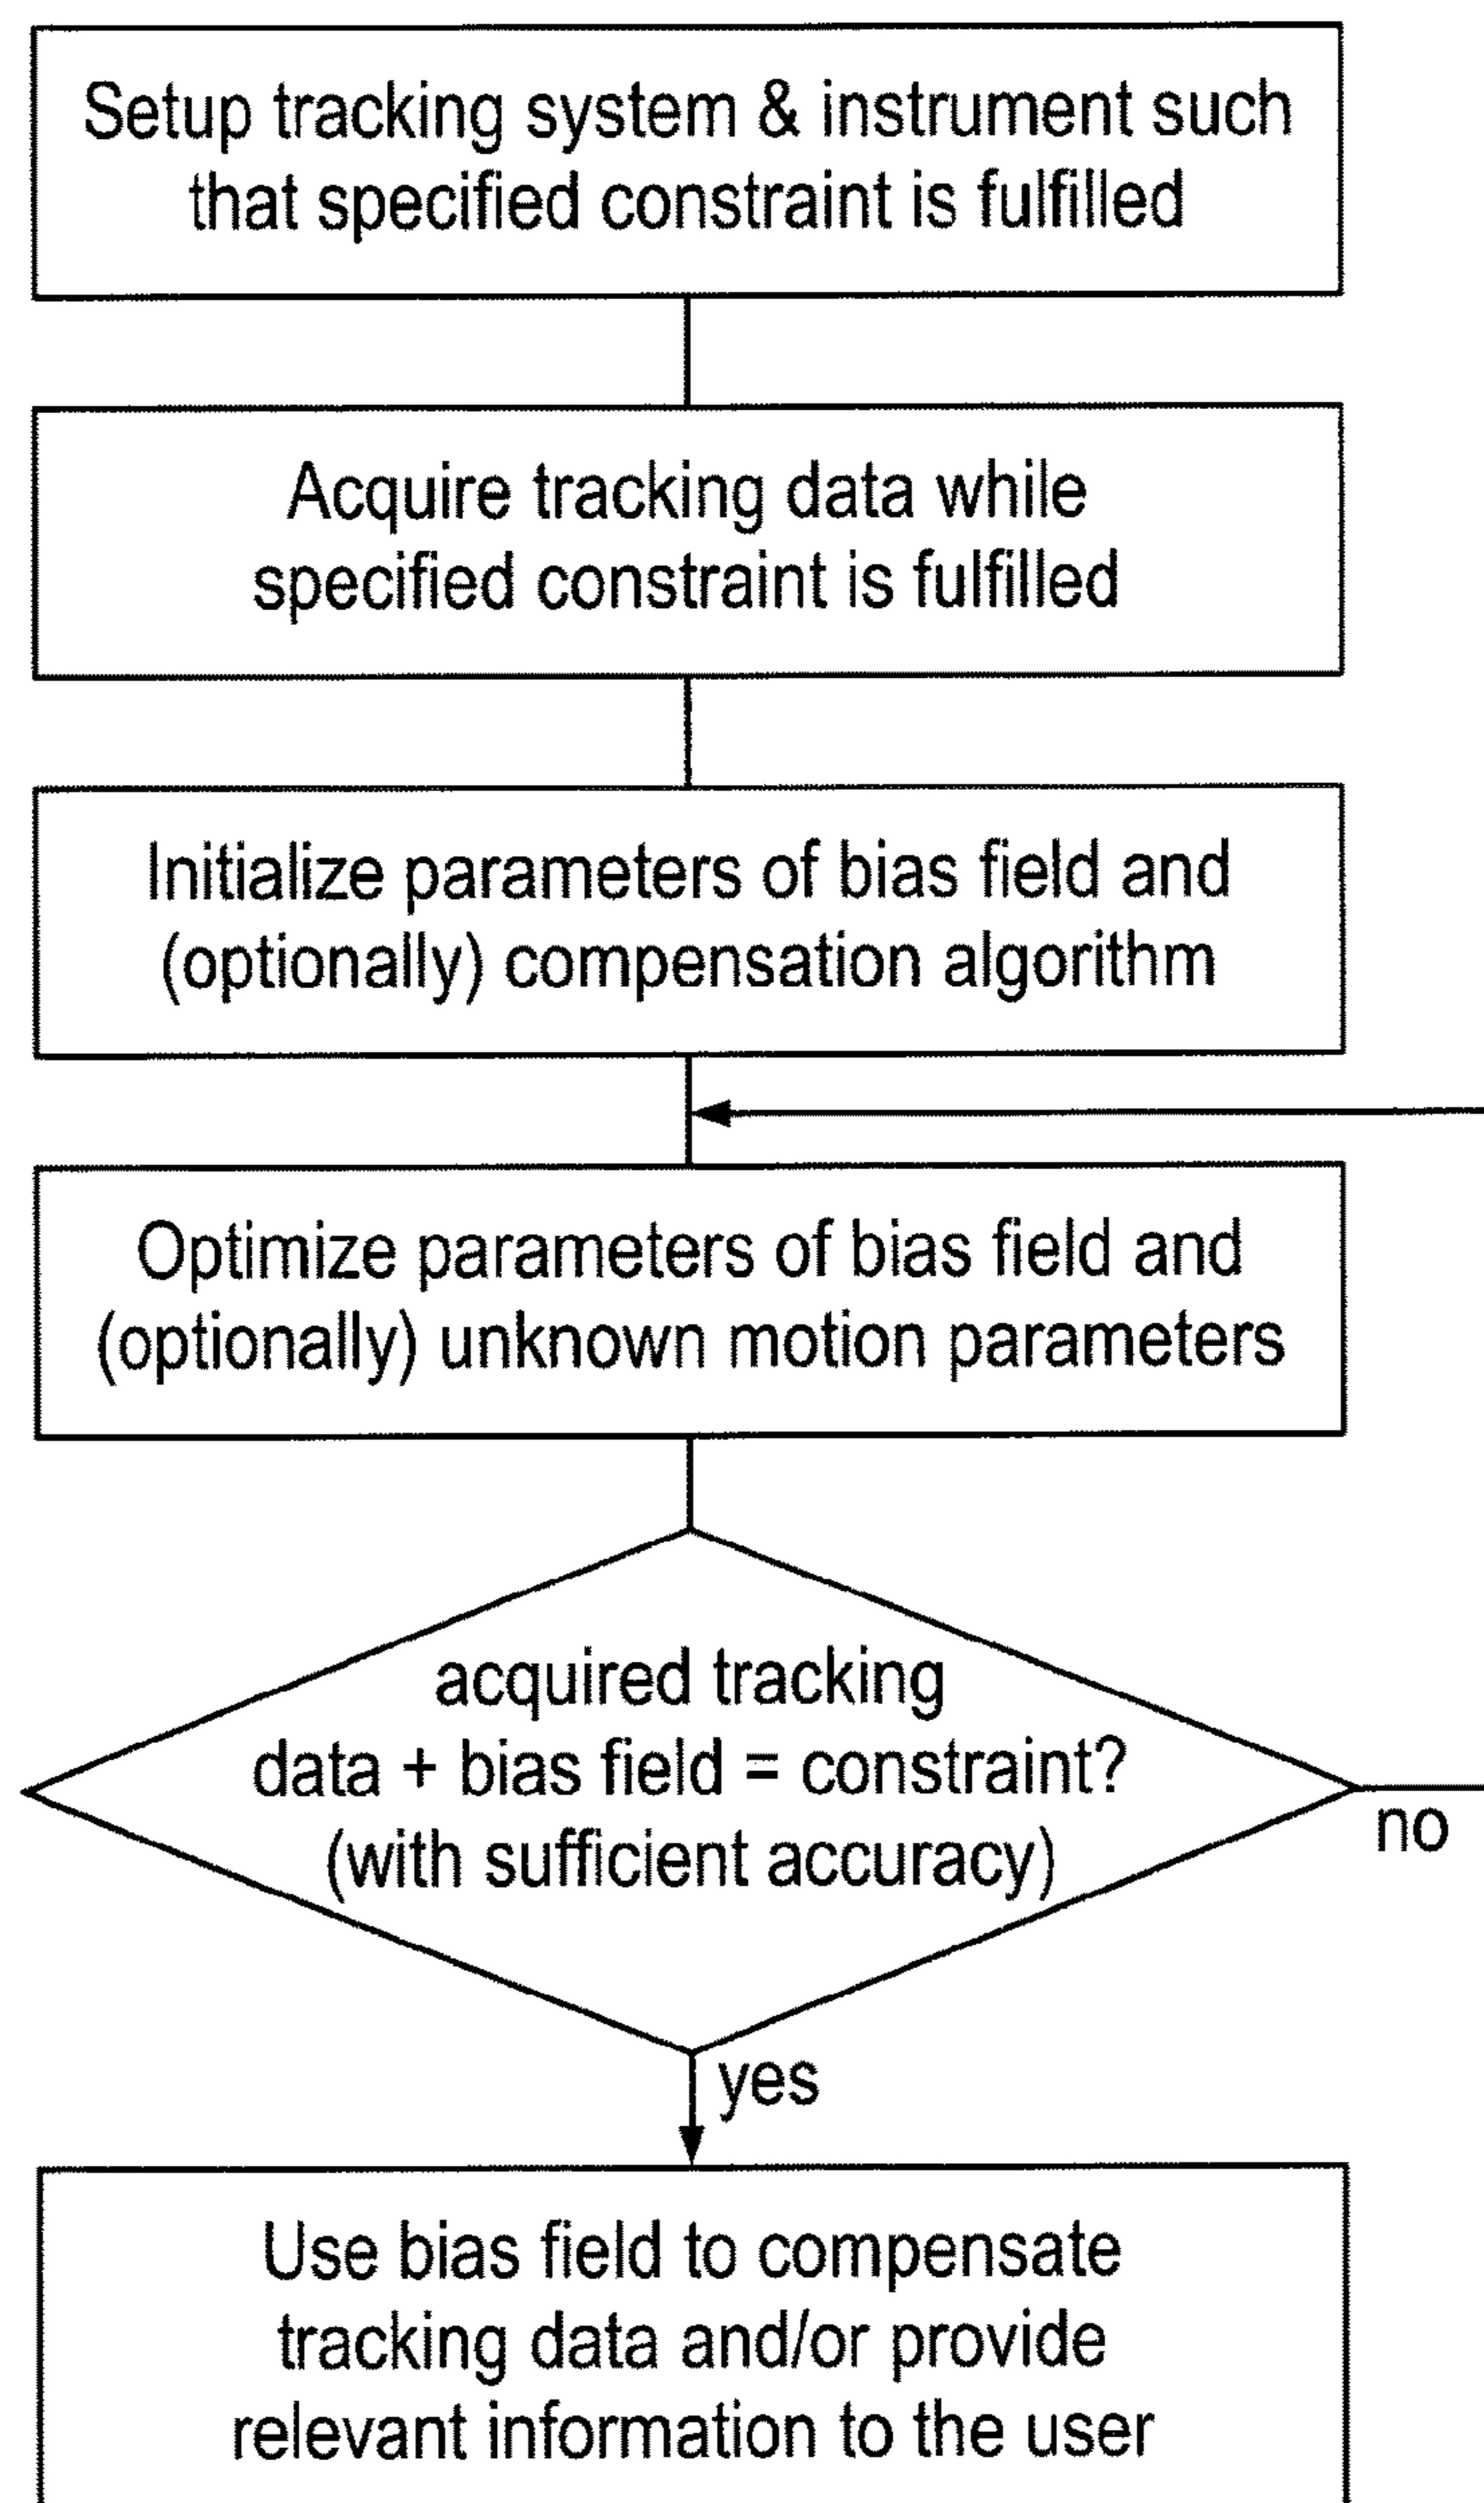 Setup tracking system & instrument such
that specified constraint is fulfilled
Acquire tracking data while
specified constraint is fulfilled
Initialize parameters of bias field and
(optionally) compensation algorithm
Optimize parameters of bias field and
(optionally) unknown motion parameters
acquired tracking
data + bias field = constraint?
(with sufficient accuracy)
no
yes
Use bias field to compensate
tracking data and/or provide
relevant information to the user